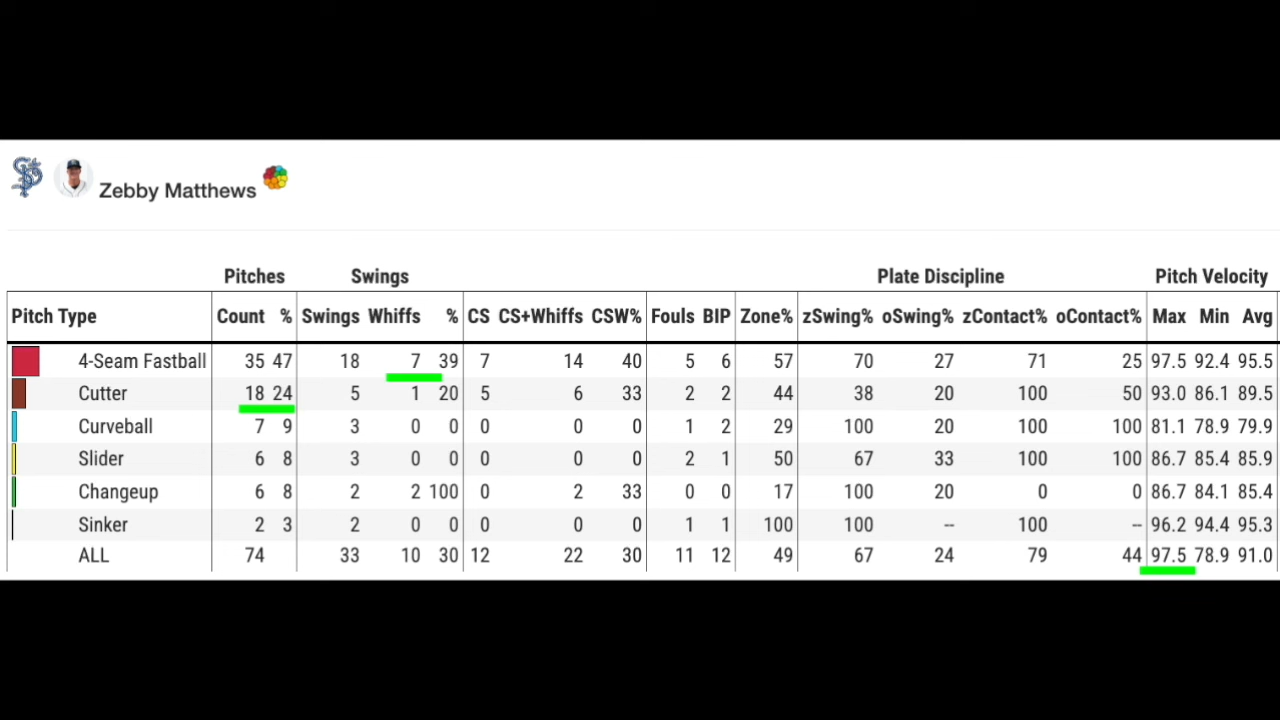 Zebby Matthews
Pitches Swings Plate Discipline Pitch Velocity
Pitch Type Count % Swings Whiffs % CS CS+Whiffs CSW% Fouls BIP Zone% zSwing% oSwing% zContact% oContact% Max Min Avg
4-Seam Fastball 35 47 18 7 39 7 14 40 5 6 57 70 27 71 25 97.5 92.4 95.5
Cutter 18 24 5 1 20 5 6 33 2 2 44 38 20 100 50 93.0 86.1 89.5
Curveball 7 9 3 0 0 0 0 0 1 2 29 100 20 100 100 81.1 78.9 79.9
Slider 6 8 3 0 0 0 0 0 2 1 50 67 33 100 100 86.7 85.4 85.9
Changeup 6 8 2 2 100 0 2 33 0 0 17 100 20 0 0 86.7 84.1 85.4
Sinker 2 3 2 0 0 0 0 0 1 1 100 100 -- 100 -- 96.2 94.4 95.3
ALL 74 33 10 30 12 22 30 11 12 49 67 24 79 44 97.5 78.9 91.0